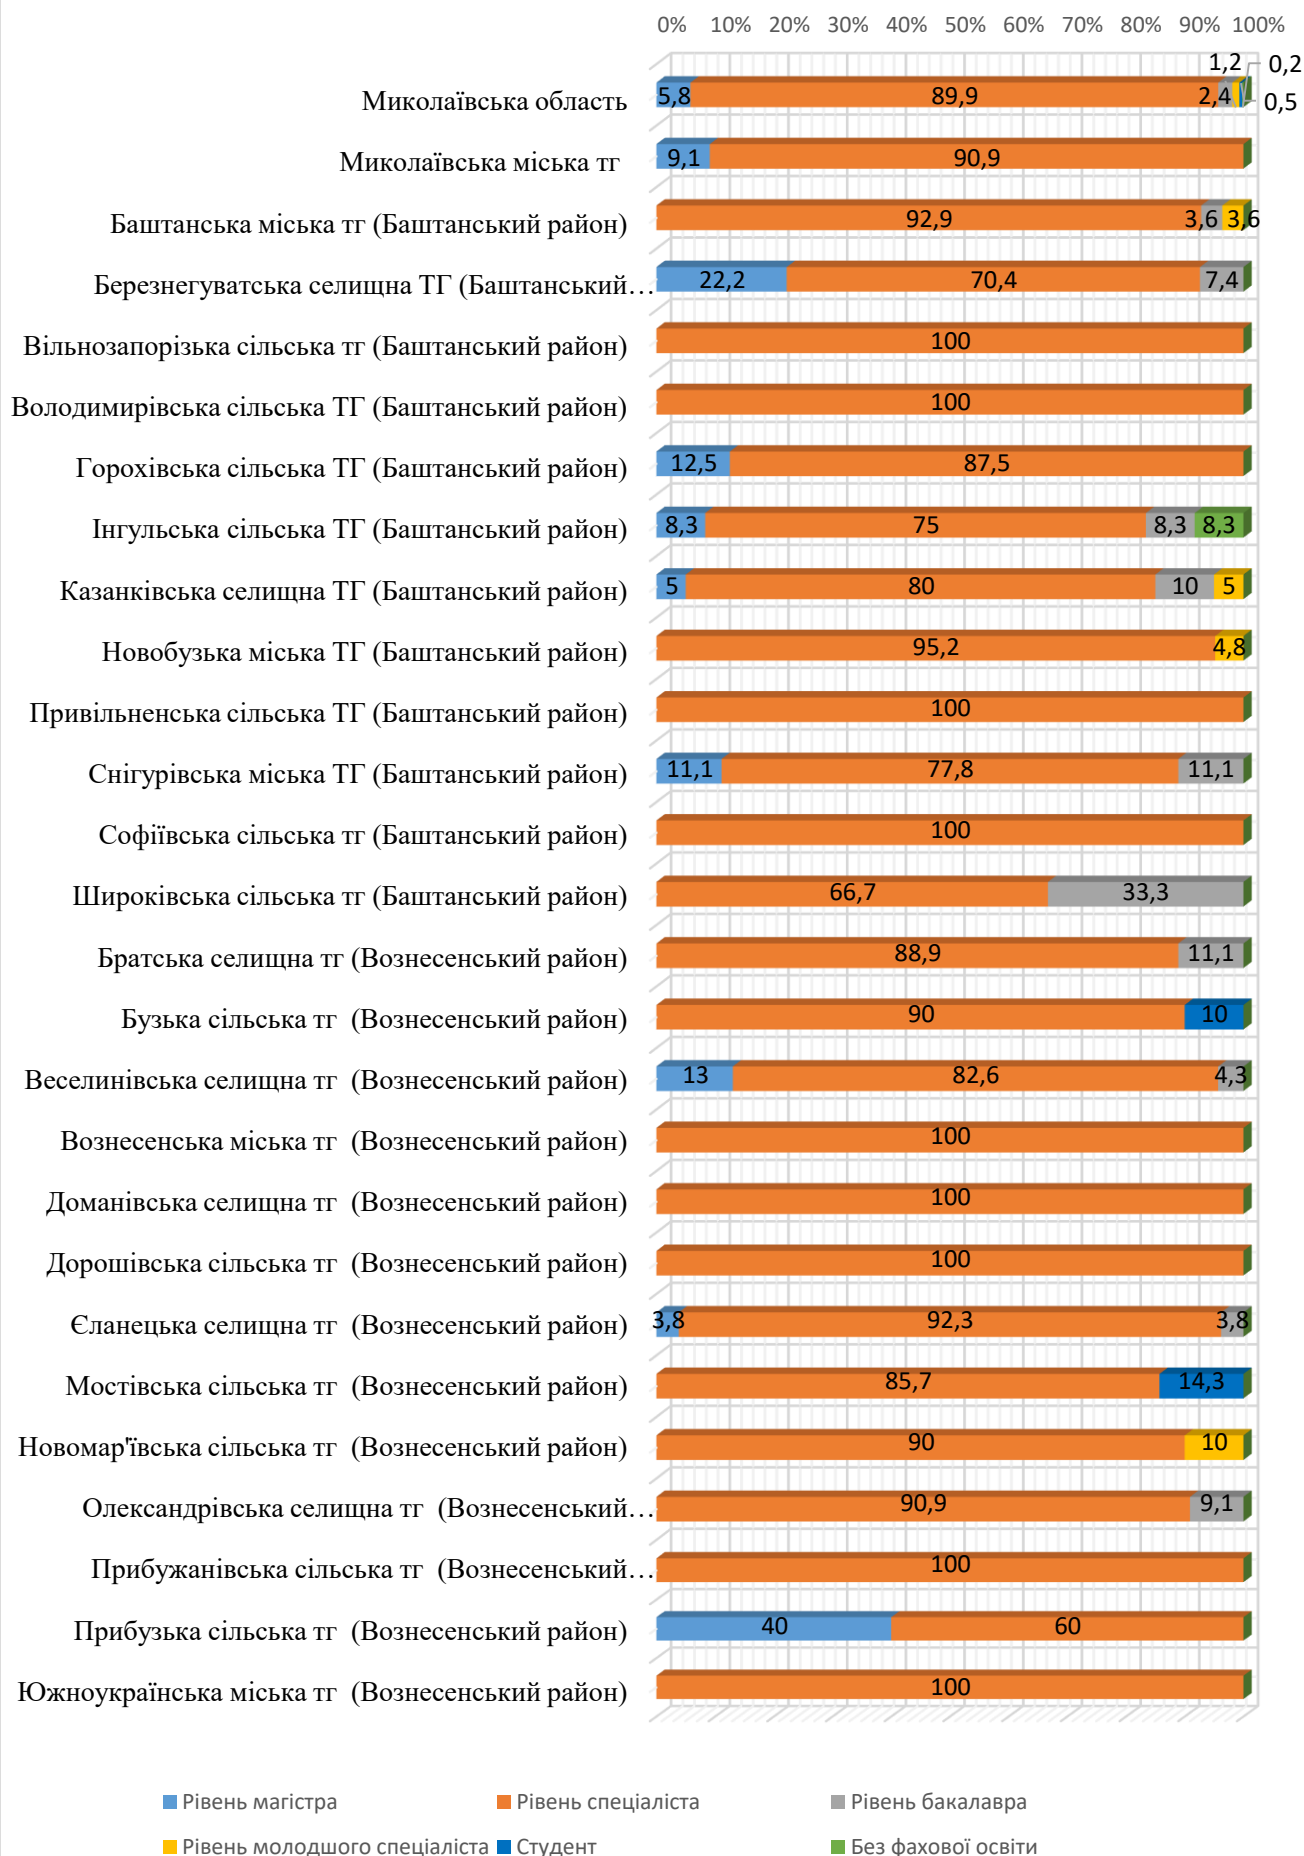 0% 10% 20% 30% 40% 50% 60% 70% 80% 90% 100%
Миколаївська область 5,8 89,9 2,4 1,2 0,2 0,5
Миколаївська міська тг 9,1 90,9
Баштанська міська тг (Баштанський район) 92,9 3,6 3,6
Березнегуватська селищна ТГ (Баштанський… 22,2 70,4 7,4
Вільнозапорізька сільська тг (Баштанський район) 100
Володимирівська сільська ТГ (Баштанський район) 100
Горохівська сільська ТГ (Баштанський район) 12,5 87,5
Інгульська сільська ТГ (Баштанський район) 8,3 75 8,3 8,3
Казанківська селищна ТГ (Баштанський район) 5 80 10 5
Новобузька міська ТГ (Баштанський район) 95,2 4,8
Привільненська сільська ТГ (Баштанський район) 100
Снігурівська міська ТГ (Баштанський район) 11,1 77,8 11,1
Софіївська сільська тг (Баштанський район) 100
Широківська сільська тг (Баштанський район) 66,7 33,3
Братська селищна тг (Вознесенський район) 88,9 11,1
Бузька сільська тг (Вознесенський район) 90 10
Веселинівська селищна тг (Вознесенський район) 13 82,6 4,3
Вознесенська міська тг (Вознесенський район) 100
Доманівська селищна тг (Вознесенський район) 100
Дорошівська сільська тг (Вознесенський район) 100
Єланецька селищна тг (Вознесенський район) 3,8 92,3 3,8
Мостівська сільська тг (Вознесенський район) 85,7 14,3
Новомар'ївська сільська тг (Вознесенський район) 90 10
Олександрівська селищна тг (Вознесенський… 90,9 9,1
Прибужанівська сільська тг (Вознесенський… 100
Прибузька сільська тг (Вознесенський район) 40 60
Южноукраїнська міська тг (Вознесенський район) 100
Рівень магістра Рівень спеціаліста Рівень бакалавра
Рівень молодшого спеціаліста Студент Без фахової освіти